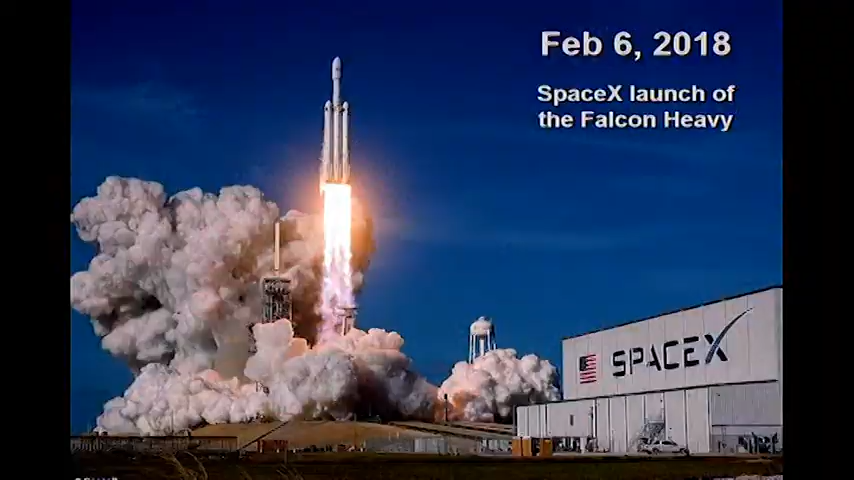 Feb 6, 2018
SpaceX launch of
the Falcon Heavy
SPACEX